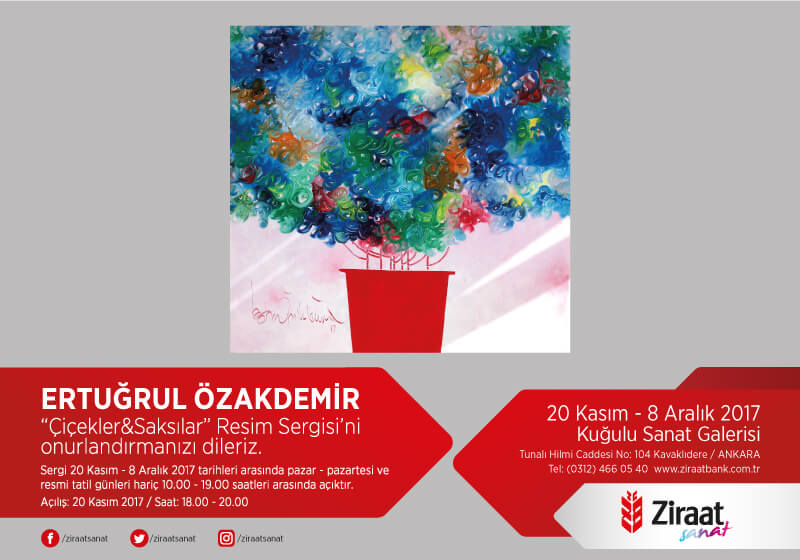 ERTUĞRUL ÖZAKDEMİR
“Çiçekler&Saksılar” Resim Sergisi’ni
onurlandırmanızı dileriz.
Sergi 20 Kasım - 8 Aralık 2017 tarihleri arasında pazar - pazartesi ve
resmi tatil günleri hariç 10.00 - 19.00 saatleri arasında açıktır.
Açılış: 20 Kasım 2017 / Saat: 18.00 - 20.00
/ziraatsanat
/ziraatsanat
/ziraatsanat
20 Kasım - 8 Aralık 2017
Kuğulu Sanat Galerisi
Tunalı Hilmi Caddesi No: 104 Kavaklıdere / ANKARA
Tel: (0312) 466 05 40 www.ziraatbank.com.tr
Ziraat
sanat